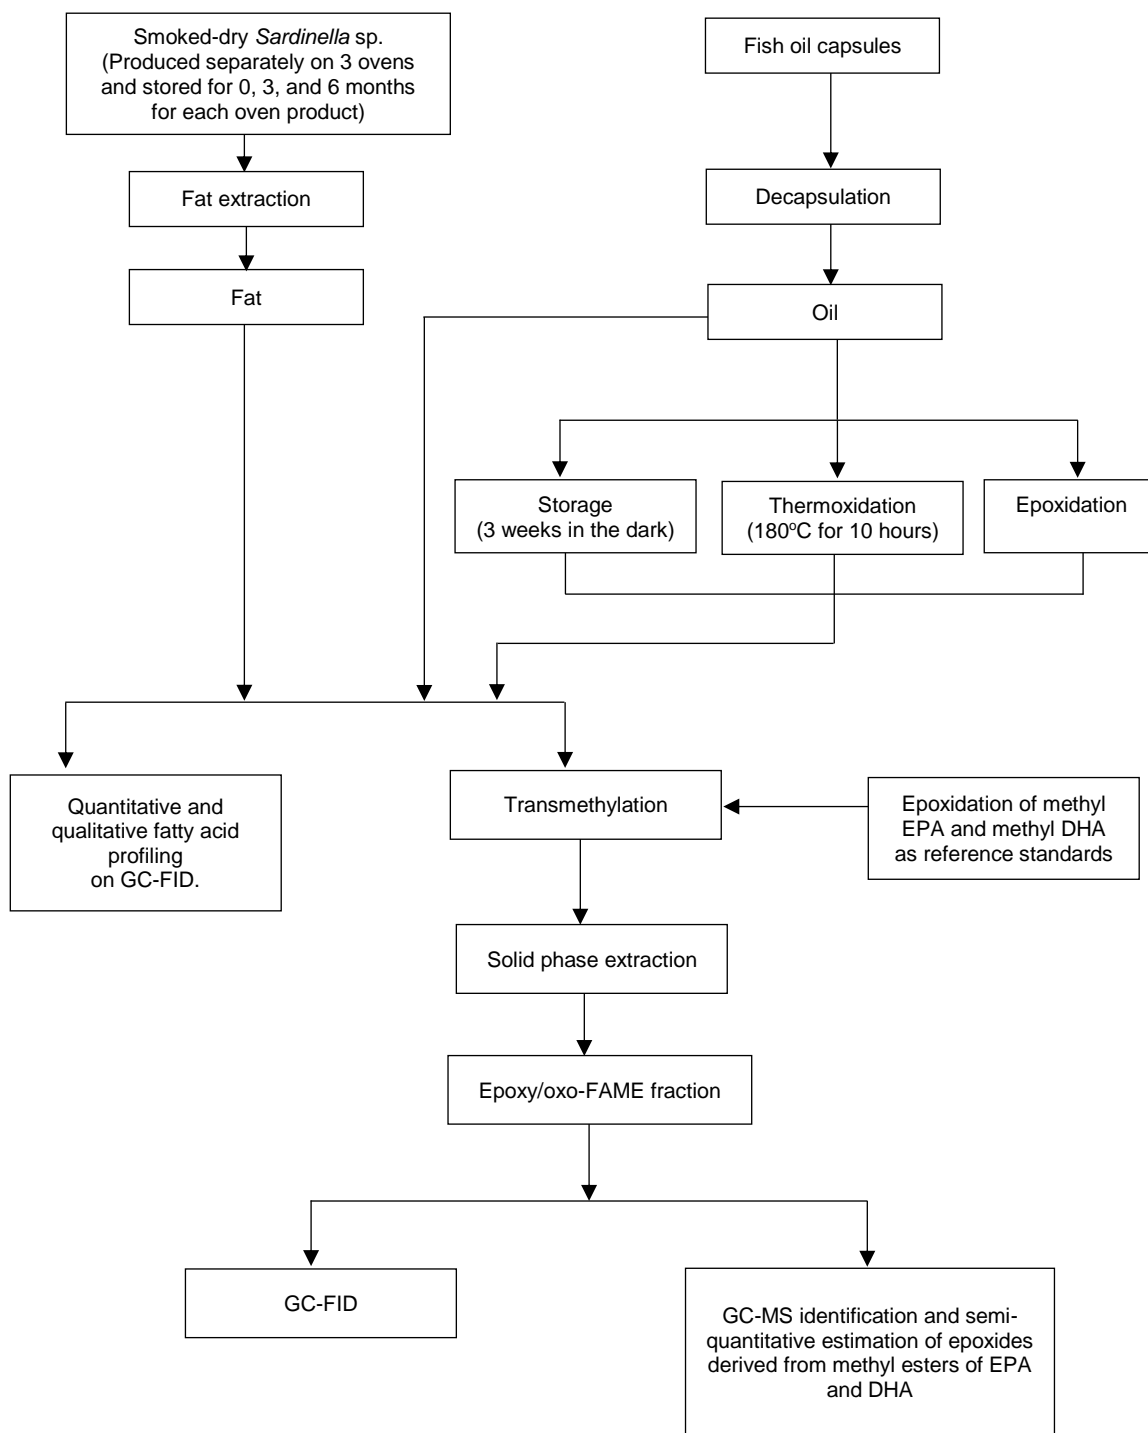 Smoked-dry Sardinella sp.
(Produced separately on 3 ovens
and stored for 0, 3, and 6 months
for each oven product)
Fish oil capsules
Fat extraction
Decapsulation
Fat
Oil
Storage
(3 weeks in the dark)
Thermoxidation
(180ºC for 10 hours)
Epoxidation
Quantitative and
qualitative fatty acid
profiling
on GC-FID.
Transmethylation
Epoxidation of methyl
EPA and methyl DHA
as reference standards
Solid phase extraction
Epoxy/oxo-FAME fraction
GC-FID
GC-MS identification and semi-
quantitative estimation of epoxides
derived from methyl esters of EPA
and DHA